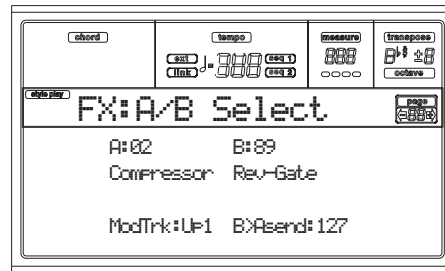 chord tempo measure transpose
ext seq 1
link seq 2
octave
style play FX:A/B Select page
A:02 B:89
Compressor Rev-Gate
ModTrk:UP1 B>Asend:127